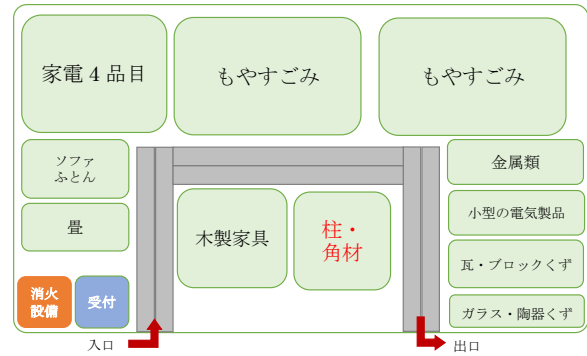 家電４品目
もやすごみ
もやすごみ
ソファ
ふとん
畳
木製家具
柱・
角材
金属類
小型の電気製品
瓦・ブロックくず
ガラス・陶器くず
消火
設備
受付
入口
出口